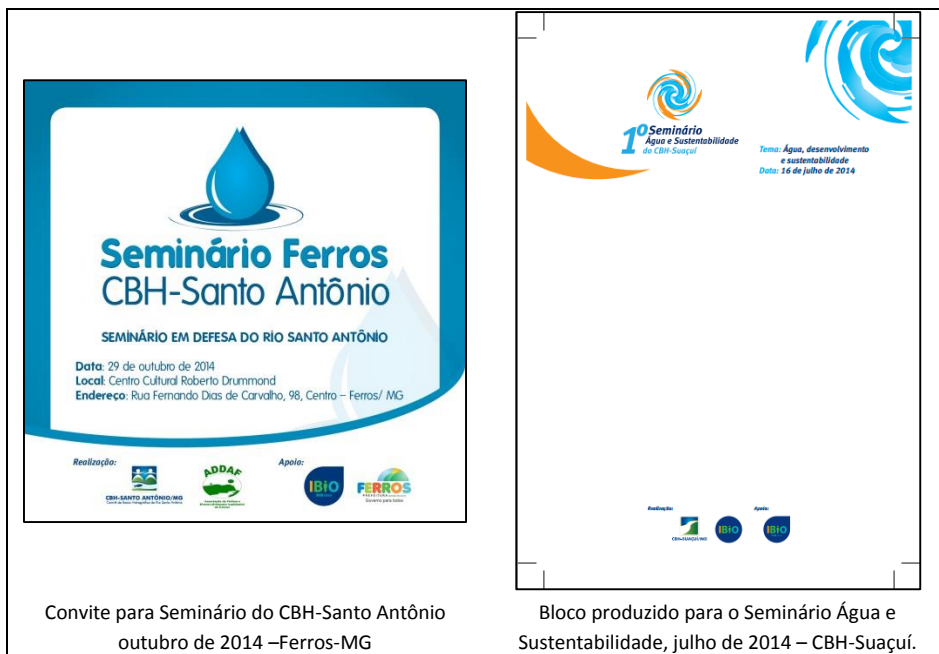 Seminário Ferros
CBH-Santo Antônio
SEMINÁRIO EM DEFESA DO RIO SANTO ANTÔNIO
Data: 29 de outubro de 2014
Local: Centro Cultural Roberto Drummond
Endereço: Rua Fernando Dias de Carvalho, 98, Centro – Ferros/ MG
Realização:
Apoio:
CBH-SANTO ANTÔNIO/MG
ADDAF
IBiO
FERROS
PREFEITURA
Governo para todos
Convite para Seminário do CBH-Santo Antônio
outubro de 2014 –Ferros-MG
1º Seminário
Água e Sustentabilidade
do CBH-Suaçuí
Tema: Água, desenvolvimento
e sustentabilidade
Data: 16 de julho de 2014
Realização:
Apoio:
CBH-SUAÇUÍ/MG
IBiO
IBiO
Bloco produzido para o Seminário Água e
Sustentabilidade, julho de 2014 – CBH-Suaçuí.